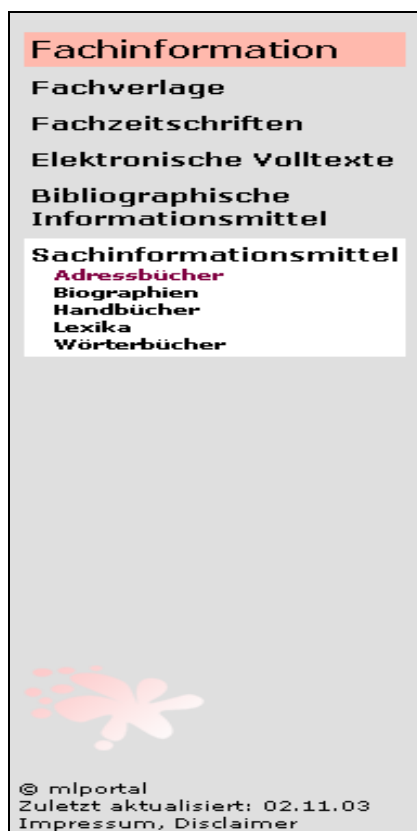 Fachinformation
Fachverlage
Fachzeitschriften
Elektronische Volltexte
Bibliographische
Informationsmittel
Sachinformationsmittel
Adressbücher
Biographien
Handbücher
Lexika
Wörterbücher
© mlportal
Zuletzt aktualisiert: 02.11.03
Impressum, Disclaimer